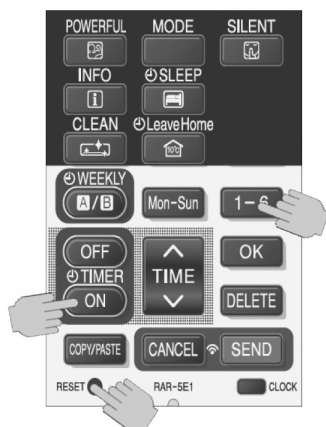 POWERFUL MODE SILENT
INFO SLEEP
i
CLEAN LeaveHome
10°C
WEEKLY
A/B Mon-Sun 1-6
OFF OK
TIMER TIME
ON DELETE
COPY/PASTE CANCEL SEND
RESET RAR-5E1 CLOCK